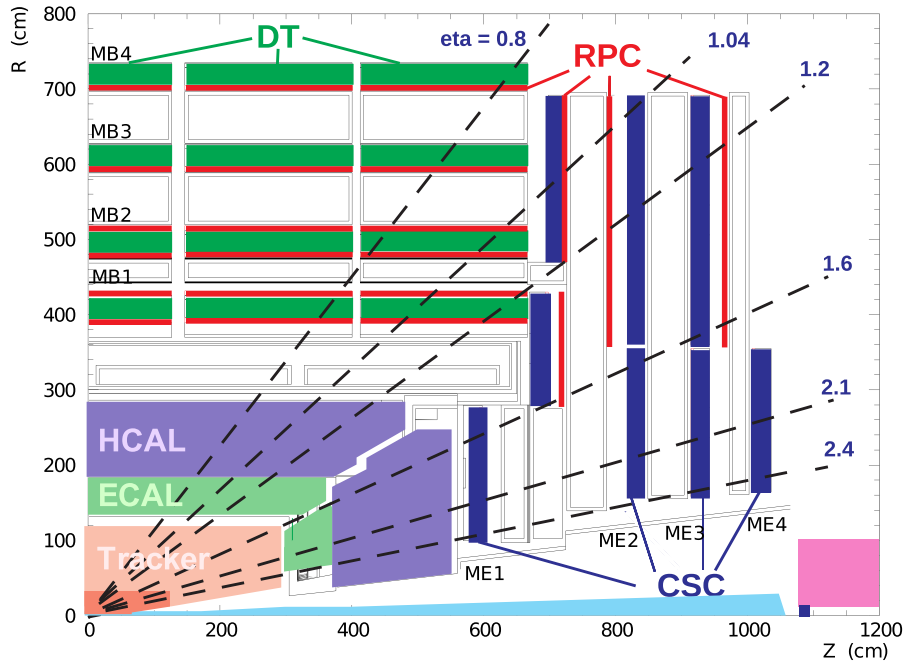 800 (cm)
R (cm)
DT
eta = 0.8
1.04
MB4
RPC
1.2
700
MB3
600
MB2
500
MB1
1.6
400
300
2.1
HCAL
2.4
200
ECAL
ME4
ME3
ME2
100
Tracker
ME1
CSC
0
0
200
400
600
800
1000
1200
Z (cm)